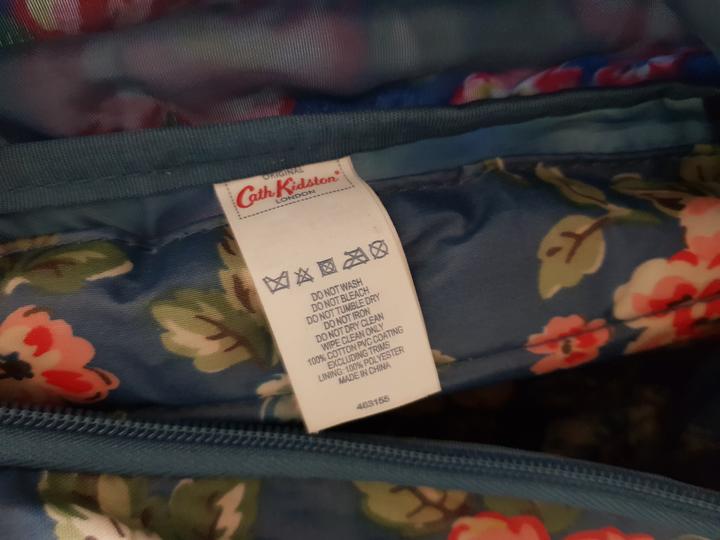 ORIGINAL
Cath Kidston®
LONDON
DO NOT WASH
DO NOT BLEACH
DO NOT TUMBLE DRY
DO NOT IRON
DO NOT DRY CLEAN
WIPE CLEAN ONLY
100% COTTON PVC COATING
EXCLUDING TRIMS
LINING: 100% POLYESTER
MADE IN CHINA
463155